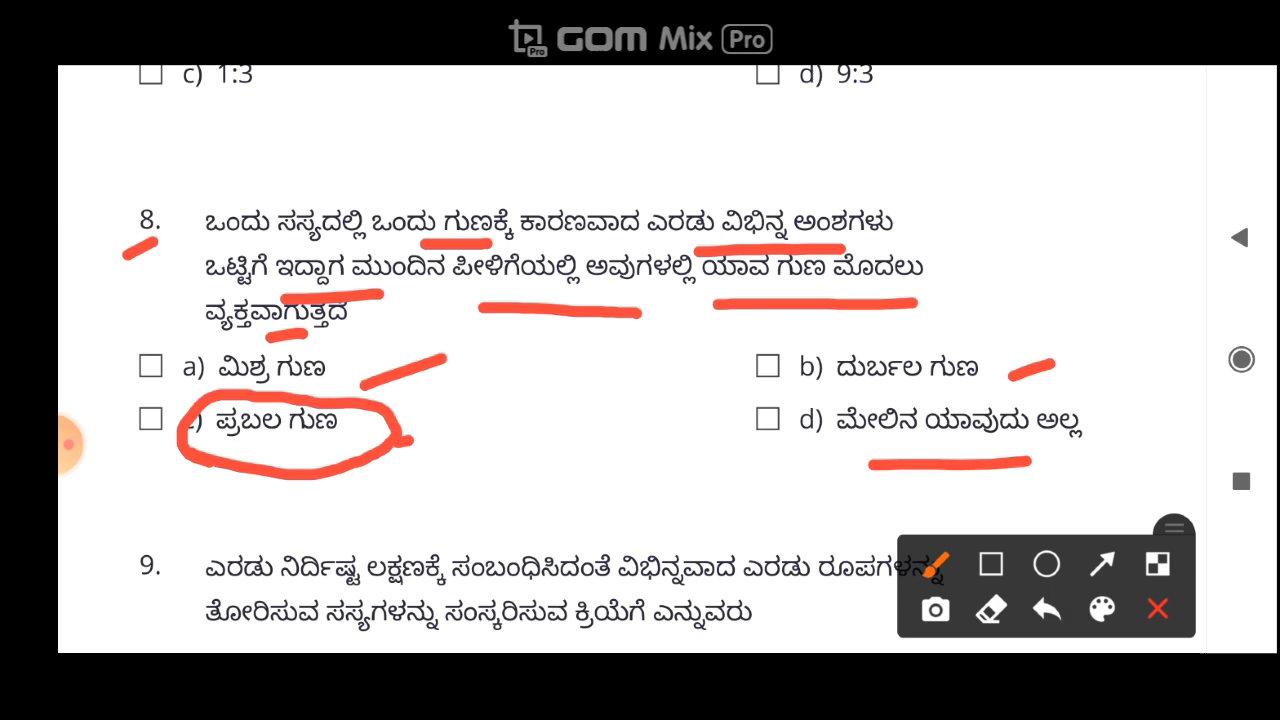 GOM Mix Pro
Pro
c) 1:3
d) 9:3
8. ಒಂದು ಸಸ್ಯದಲ್ಲಿ ಒಂದು ಗುಣಕ್ಕೆ ಕಾರಣವಾದ ಎರಡು ವಿಭಿನ್ನ ಅಂಶಗಳು
ಒಟ್ಟಿಗೆ ಇದ್ದಾಗ ಮುಂದಿನ ಪೀಳಿಗೆಯಲ್ಲಿ ಅವುಗಳಲ್ಲಿ ಯಾವ ಗುಣ ಮೊದಲು
ವ್ಯಕ್ತವಾಗುತ್ತದೆ
a) ಮಿಶ್ರ ಗುಣ
b) ದುರ್ಬಲ ಗುಣ
) ಪ್ರಬಲ ಗುಣ
d) ಮೇಲಿನ ಯಾವುದು ಅಲ್ಲ
9. ಎರಡು ನಿರ್ದಿಷ್ಟ ಲಕ್ಷಣಕ್ಕೆ ಸಂಬಂಧಿಸಿದಂತೆ ವಿಭಿನ್ನವಾದ ಎರಡು ರೂಪಗಳನ್ನು
ತೋರಿಸುವ ಸಸ್ಯಗಳನ್ನು ಸಂಸ್ಕರಿಸುವ ಕ್ರಿಯೆಗೆ ಎನ್ನುವರು